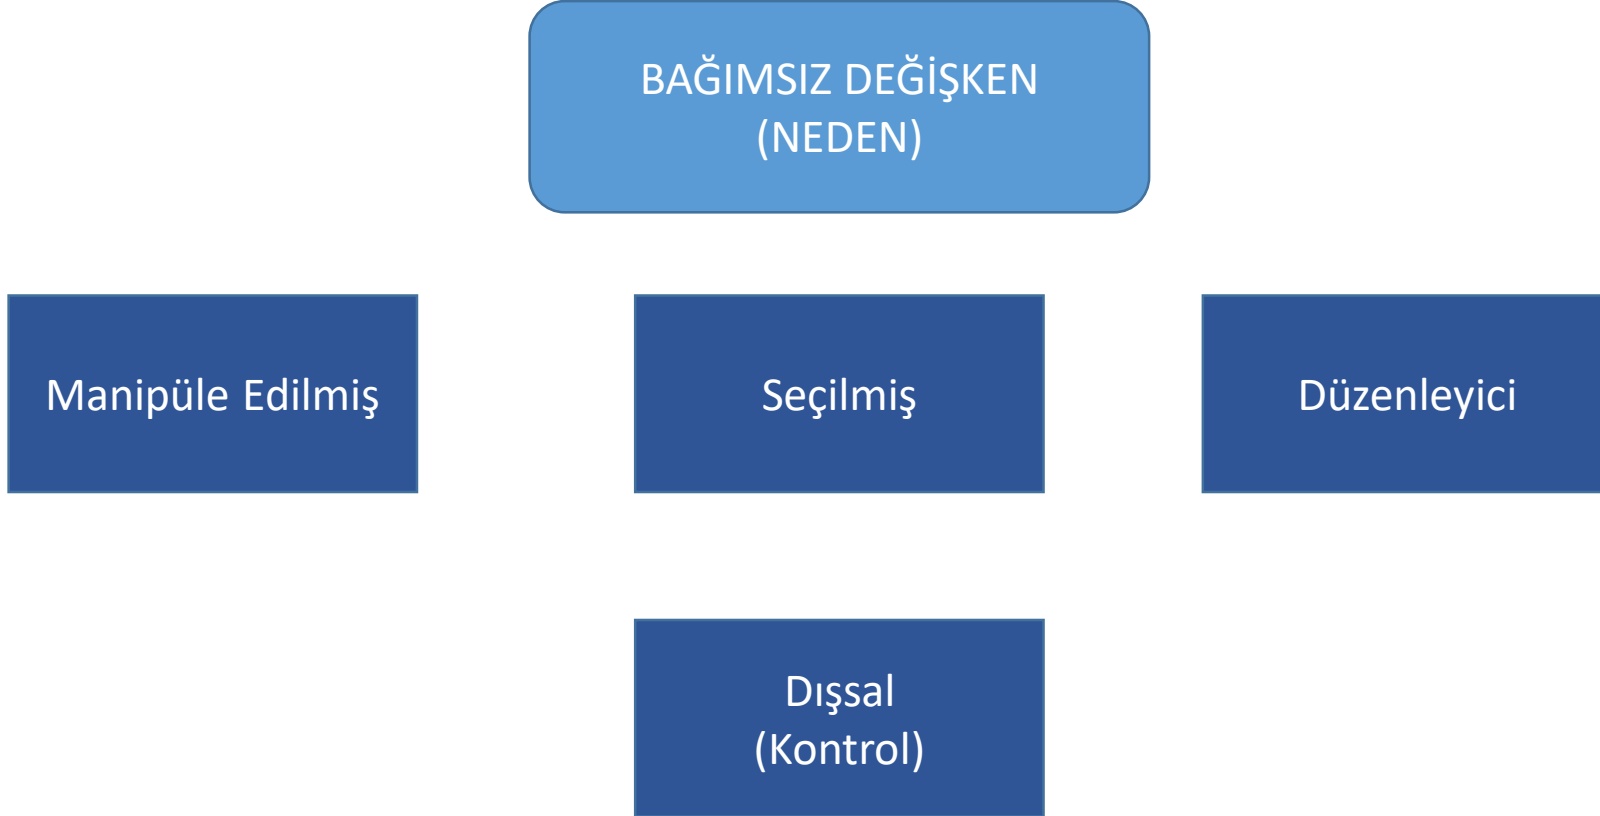 BAĞIMSIZ DEĞİŞKEN
(NEDEN)
Manipüle Edilmiş
Seçilmiş
Düzenleyici
Dışsal
(Kontrol)